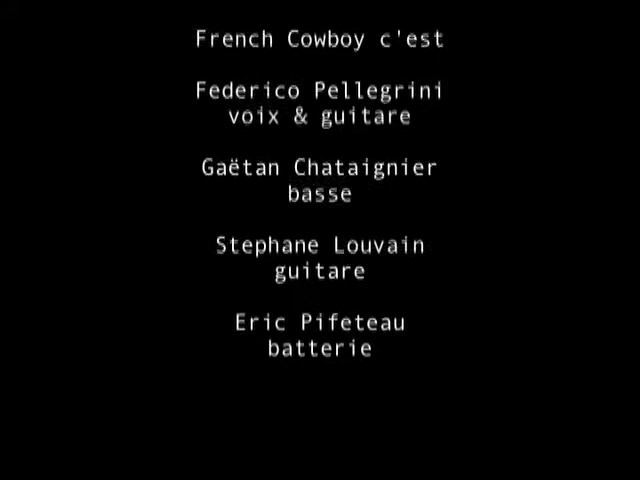 French Cowboy c'est
Federico Pellegrini
voix & guitare
Gaëtan Chataignier
basse
Stephane Louvain
guitare
Eric Pifeteau
batterie